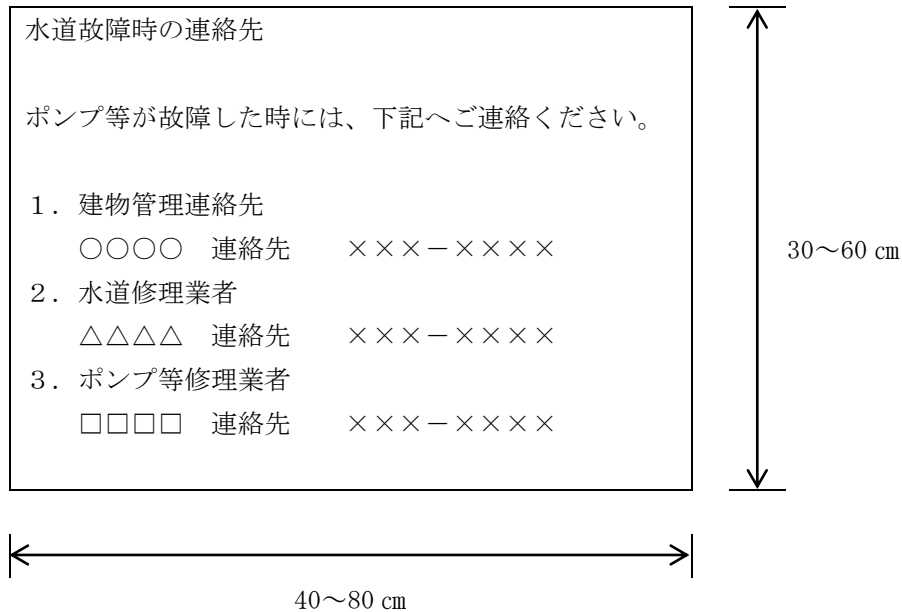 水道故障時の連絡先
ポンプ等が故障した時には、下記へご連絡ください。
1．建物管理連絡先
○○○○　連絡先　　×××－××××
2．水道修理業者
△△△△　連絡先　　×××－××××
3．ポンプ等修理業者
□□□□　連絡先　　×××－××××
30～60 ㎝
40～80 ㎝